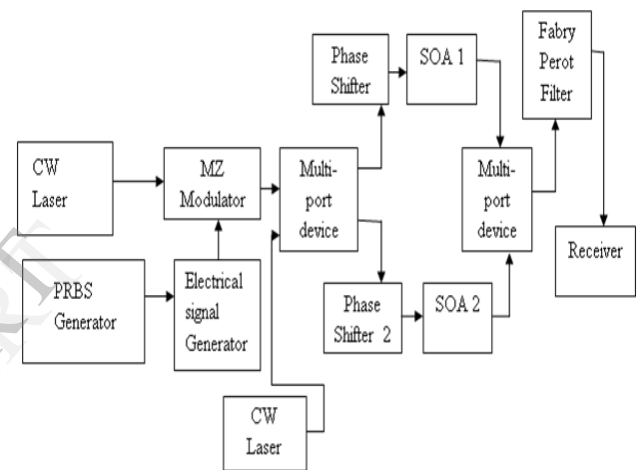 Phase
Shifter
SOA 1
Fabry
Perot
Filter
CW
Laser
MZ
Modulator
Multi-
port
device
Multi-
port
device
Receiver
PRBS
Generator
Electrical
signal
Generator
Phase
Shifter 2
SOA 2
CW
Laser